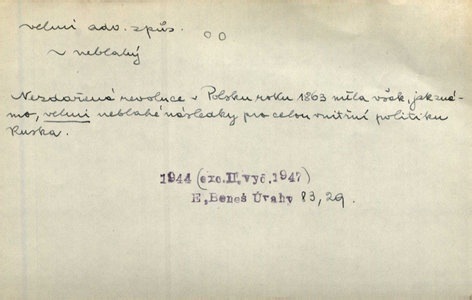 velmi adv. způs.
v neblahý
Nezdařená revoluce v Polsku roku 1863 měla však, jak zná-
mo, velmi neblahé následky pro celou vnitřní politiku
Ruska.
1944 (exc.II.vyd.1947)
E.Beneš Úvahy 83, 29.